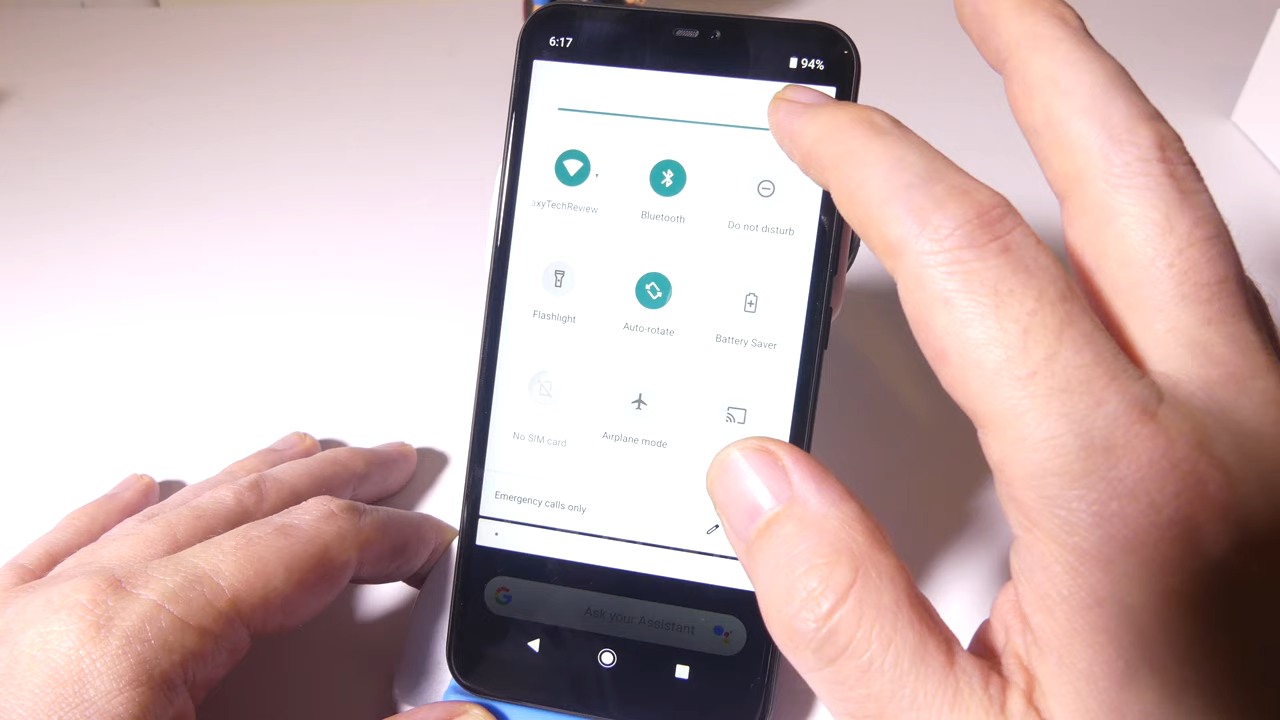 6:17
94%
axyTechReview
Bluetooth
Do not disturb
Flashlight
Auto-rotate
Battery Saver
No SIM card
Airplane mode
Emergency calls only
G
Ask your Assistant